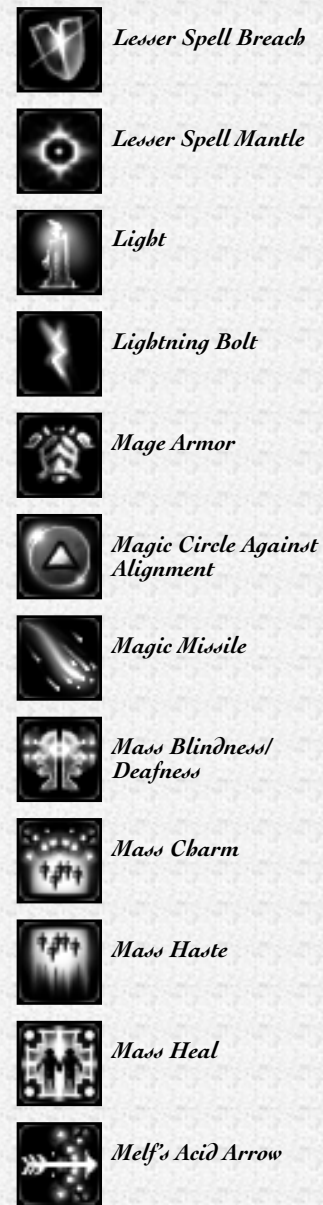 Lesser Spell Breach
Lesser Spell Mantle
Light
Lightning Bolt
Mage Armor
Magic Circle Against
Alignment
Magic Missile
Mass Blindness/
Deafness
Mass Charm
Mass Haste
Mass Heal
Melf's Acid Arrow